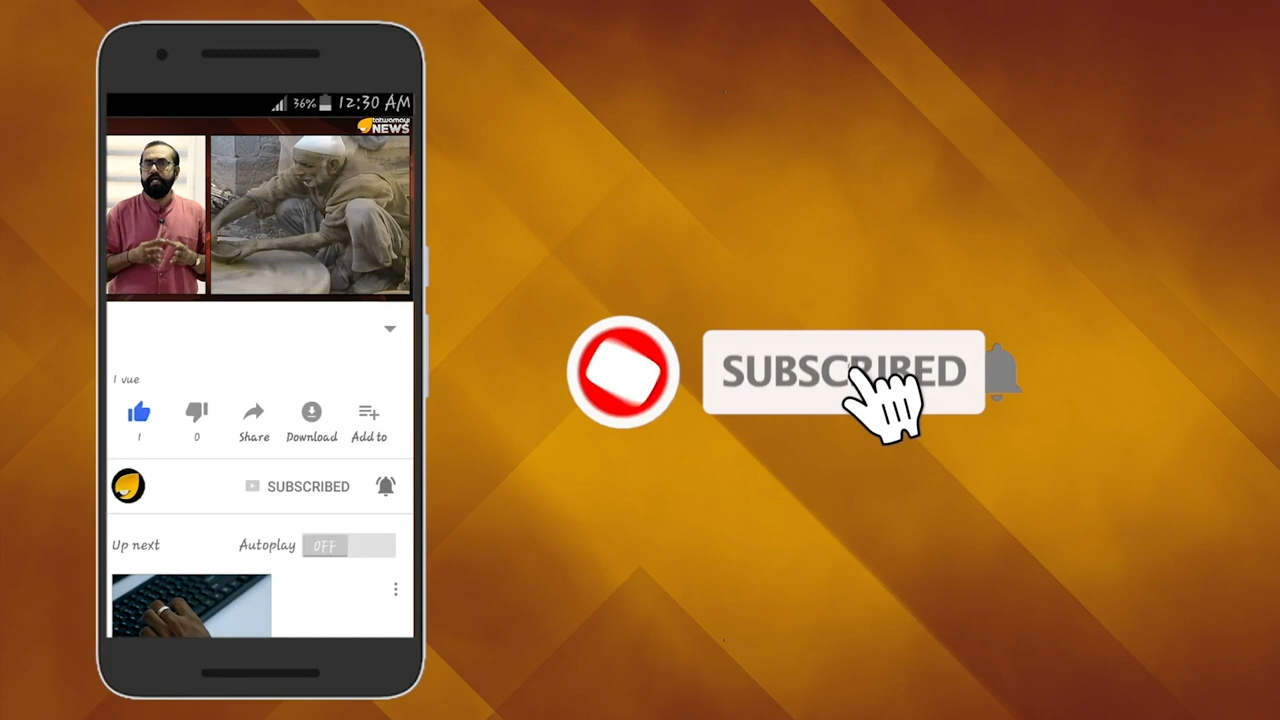 36% 12:30 AM
tatwamayi
NEWS
1 vue
1
0
Share
Download
Add to
SUBSCRIBED
Up next
Autoplay
OFF
SUBSCRIBED